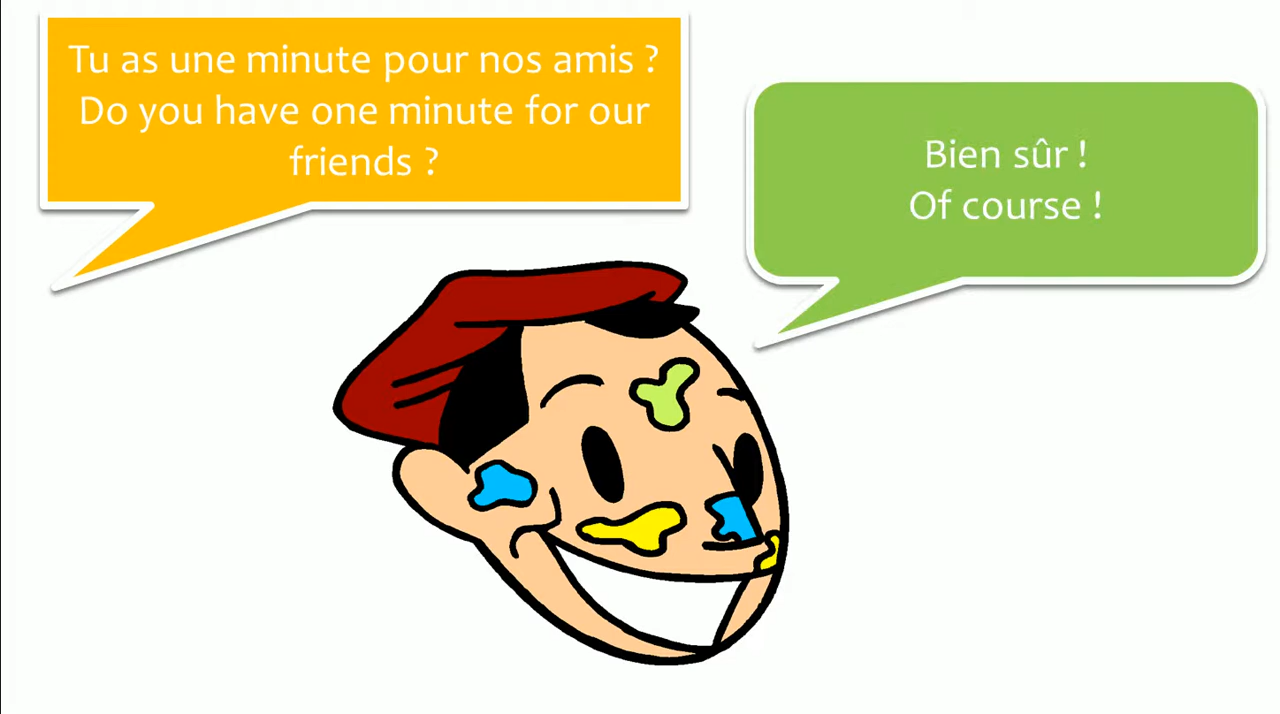 Tu as une minute pour nos amis ?
Do you have one minute for our
friends ?
Bien sûr !
Of course !